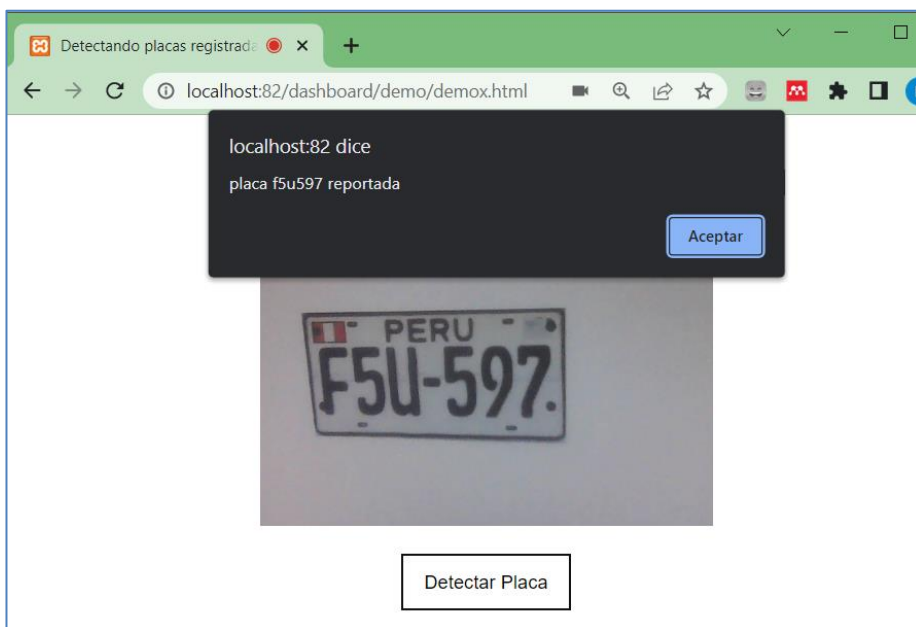 Detectando placas registrada
localhost:82/dashboard/demo/demox.html
localhost:82 dice
placa f5u597 reportada
Aceptar
PERU
F5U-597
Detectar Placa